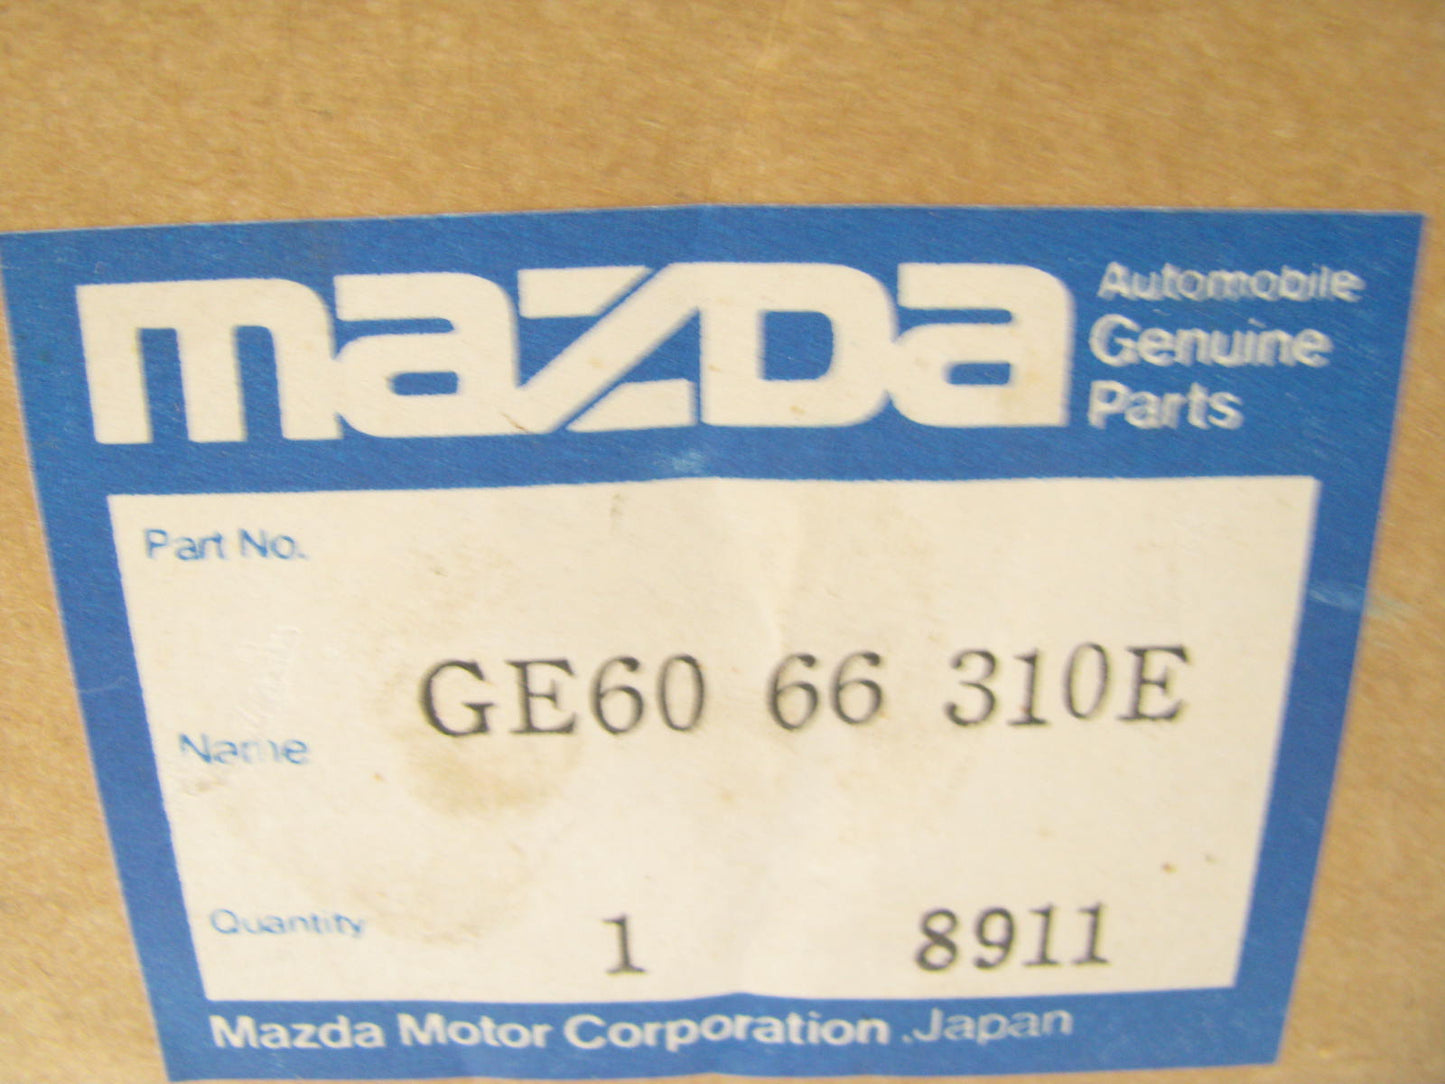 mazda
Automobile
Genuine
Parts
Part No.
GE60 66 310E
Name
Quantity 1 8911
Mazda Motor Corporation .Japan